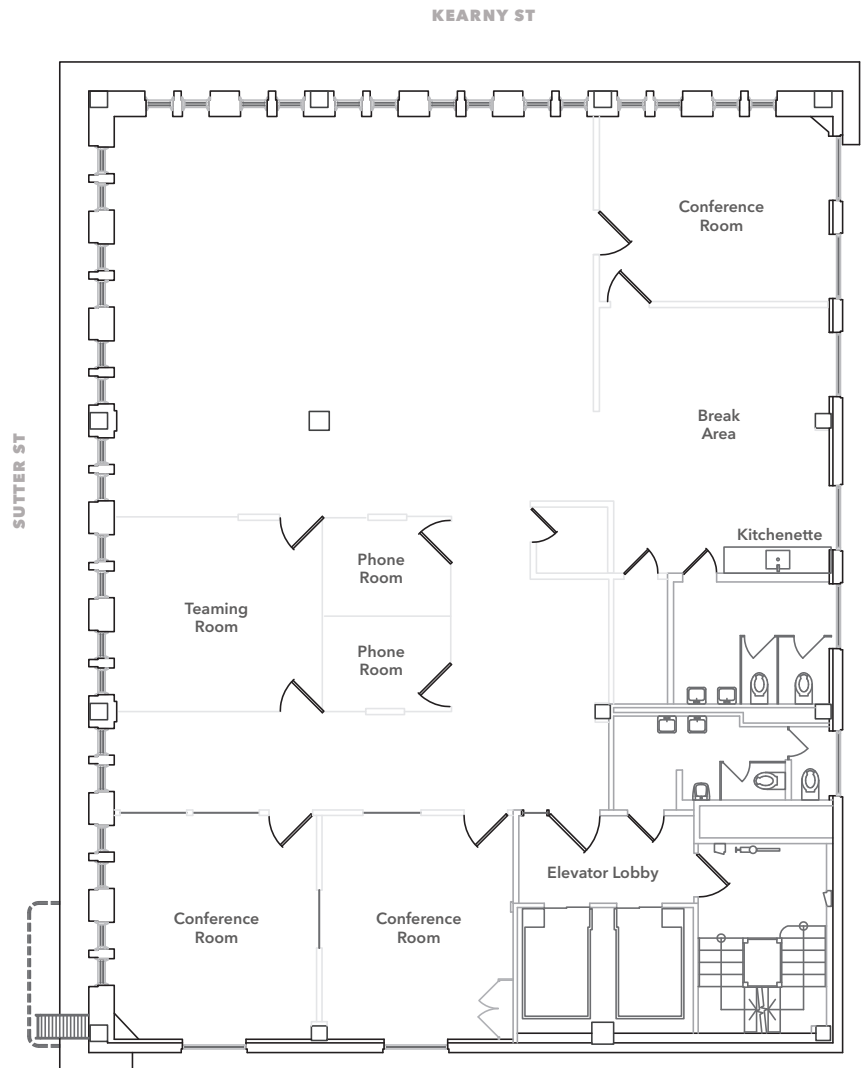 KEARNY ST
SUTTER ST
Conference
Room
Break
Area
Kitchenette
Phone
Room
Teaming
Room
Phone
Room
Elevator Lobby
Conference
Room
Conference
Room